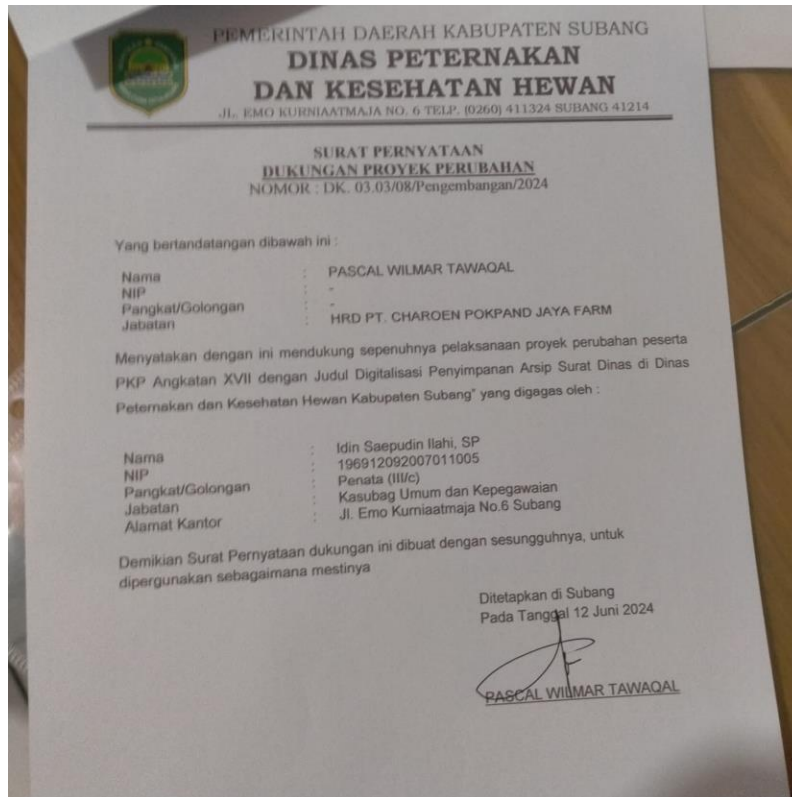 PEMERINTAH DAERAH KABUPATEN SUBANG
DINAS PETERNAKAN
DAN KESEHATAN HEWAN
JL. EMO KURNIAATMAJA NO. 6 TELP. (0260) 411324 SUBANG 41214
SURAT PERNYATAAN
DUKUNGAN PROYEK PERUBAHAN
NOMOR : DK. 03.03/08/Pengembangan/2024
Yang bertandatangan dibawah ini :
Nama : PASCAL WILMAR TAWAQAL
NIP : -
Pangkat/Golongan : -
Jabatan : HRD PT. CHAROEN POKPAND JAYA FARM
Menyatakan dengan ini mendukung sepenuhnya pelaksanaan proyek perubahan peserta
PKP Angkatan XVII dengan Judul Digitalisasi Penyimpanan Arsip Surat Dinas di Dinas
Peternakan dan Kesehatan Hewan Kabupaten Subang" yang digagas oleh :
Nama : Idin Saepudin Ilahi, SP
NIP : 196912092007011005
Pangkat/Golongan : Penata (III/c)
Jabatan : Kasubag Umum dan Kepegawaian
Alamat Kantor : Jl. Emo Kurniaatmaja No.6 Subang
Demikian Surat Pernyataan dukungan ini dibuat dengan sesungguhnya, untuk
dipergunakan sebagaimana mestinya
Ditetapkan di Subang
Pada Tanggal 12 Juni 2024
PASCAL WILMAR TAWAQAL